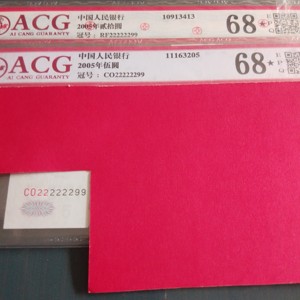 ACG
AI CANG GUARANTY
中国人民银行
2005年贰拾圆
冠号：RF22222299
10913413
68★
ACG
AI CANG GUARANTY
中国人民银行
2005年伍圆
冠号：CO22222299
11163205
68★
CO22222299